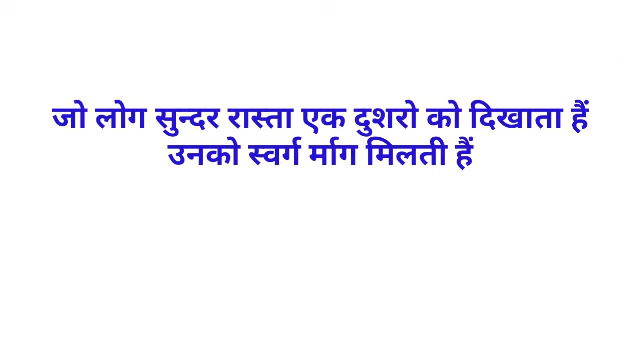 जो लोग सुन्दर रास्ता एक दुशरो को दिखाता हैं
उनको स्वर्ग र्माग मिलती हैं